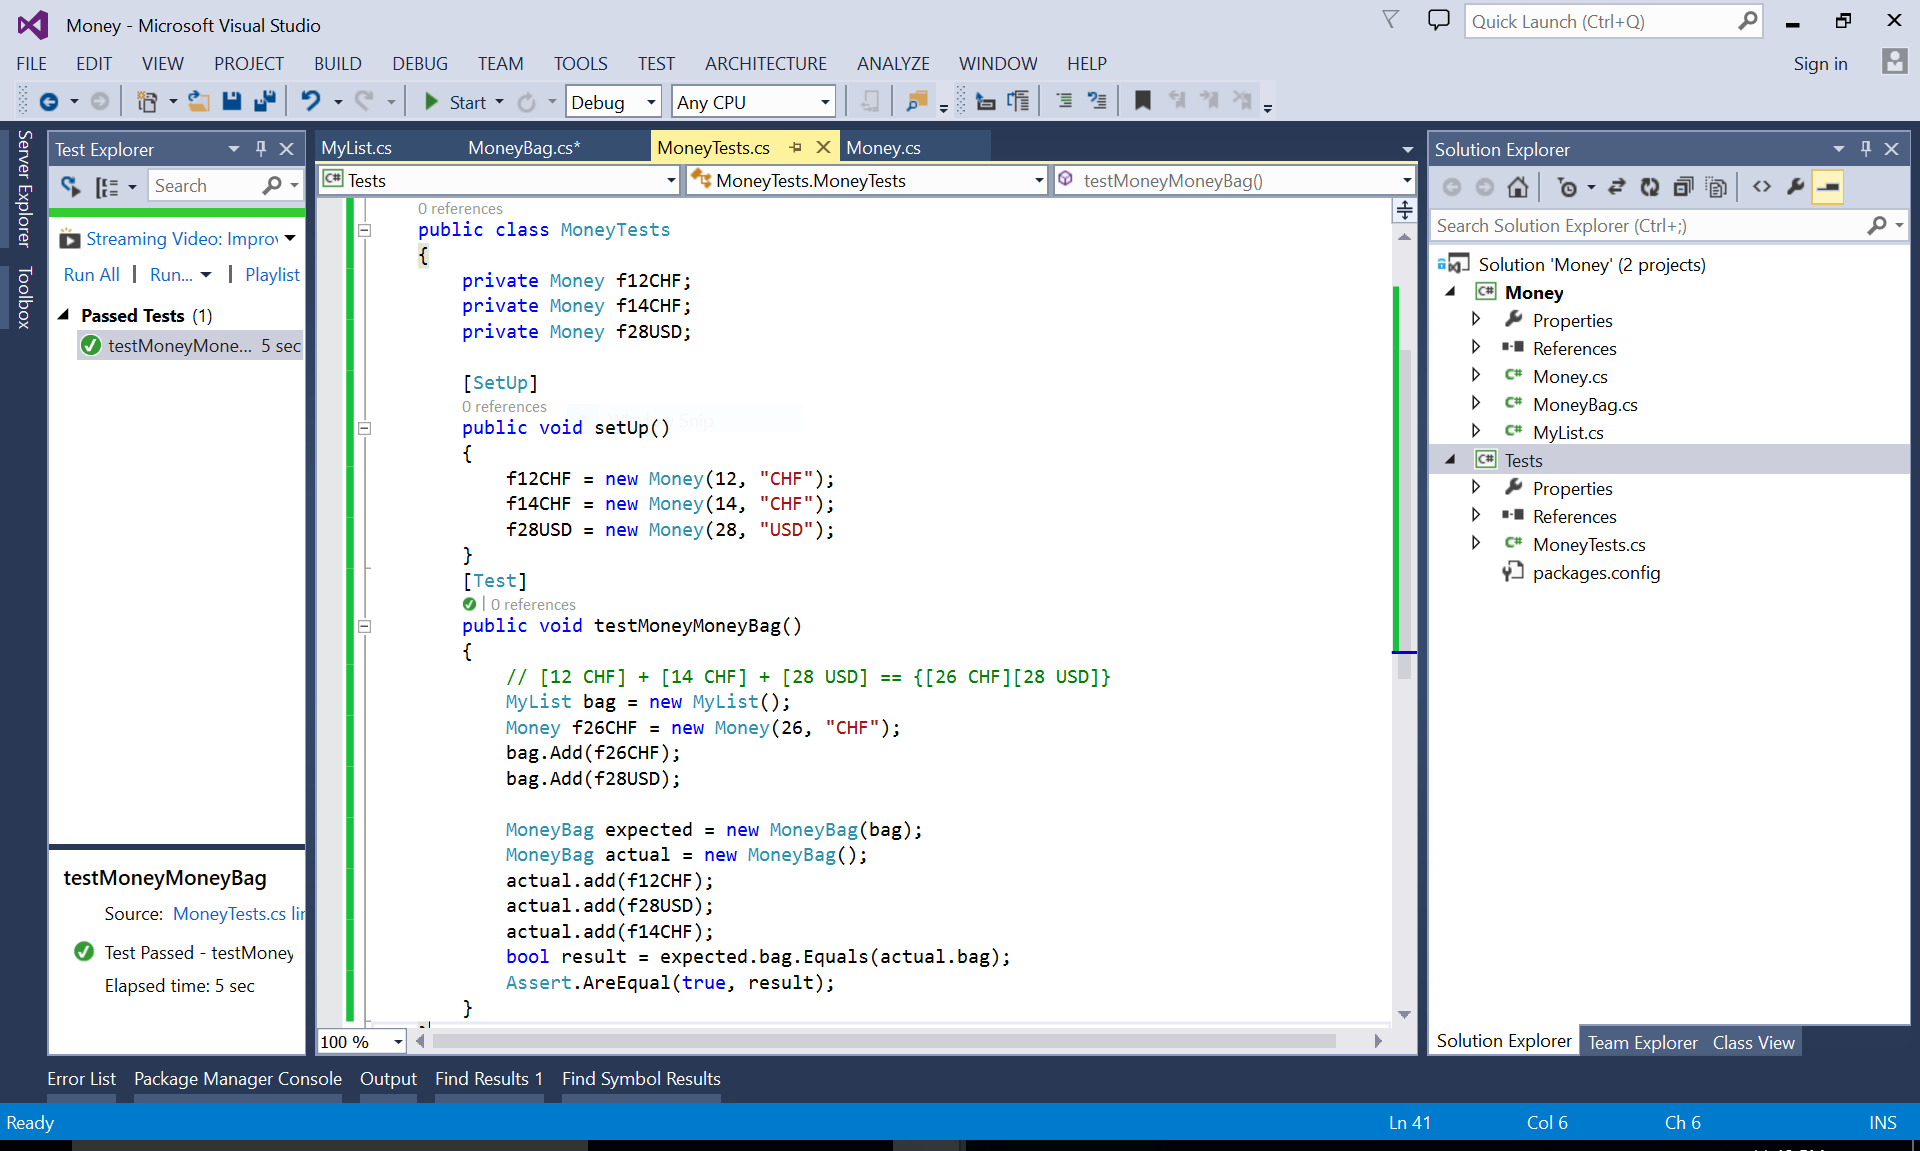 Money - Microsoft Visual Studio
Quick Launch (Ctrl+Q)
FILE EDIT VIEW PROJECT BUILD DEBUG TEAM TOOLS TEST ARCHITECTURE ANALYZE WINDOW HELP
Sign in
Start Debug Any CPU
Server Explorer
Toolbox
Test Explorer
Search
Streaming Video: Improv
Run All | Run... | Playlist
Passed Tests (1)
testMoneyMone... 5 sec
testMoneyMoneyBag
Source: MoneyTests.cs lin
Test Passed - testMoney
Elapsed time: 5 sec
MyList.cs MoneyBag.cs* MoneyTests.cs Money.cs
C# Tests MoneyTests.MoneyTests testMoneyMoneyBag()
0 references
public class MoneyTests
{
private Money f12CHF;
private Money f14CHF;
private Money f28USD;
[SetUp]
0 references
public void setUp()
{
f12CHF = new Money(12, "CHF");
f14CHF = new Money(14, "CHF");
f28USD = new Money(28, "USD");
}
[Test]
| 0 references
public void testMoneyMoneyBag()
{
// [12 CHF] + [14 CHF] + [28 USD] == {[26 CHF][28 USD]}
MyList bag = new MyList();
Money f26CHF = new Money(26, "CHF");
bag.Add(f26CHF);
bag.Add(f28USD);
MoneyBag expected = new MoneyBag(bag);
MoneyBag actual = new MoneyBag();
actual.add(f12CHF);
actual.add(f28USD);
actual.add(f14CHF);
bool result = expected.bag.Equals(actual.bag);
Assert.AreEqual(true, result);
}
100 %
Solution Explorer
Search Solution Explorer (Ctrl+;)
Solution 'Money' (2 projects)
C# Money
Properties
References
C# Money.cs
C# MoneyBag.cs
C# MyList.cs
C# Tests
Properties
References
C# MoneyTests.cs
packages.config
Solution Explorer Team Explorer Class View
Error List Package Manager Console Output Find Results 1 Find Symbol Results
Ready Ln 41 Col 6 Ch 6 INS